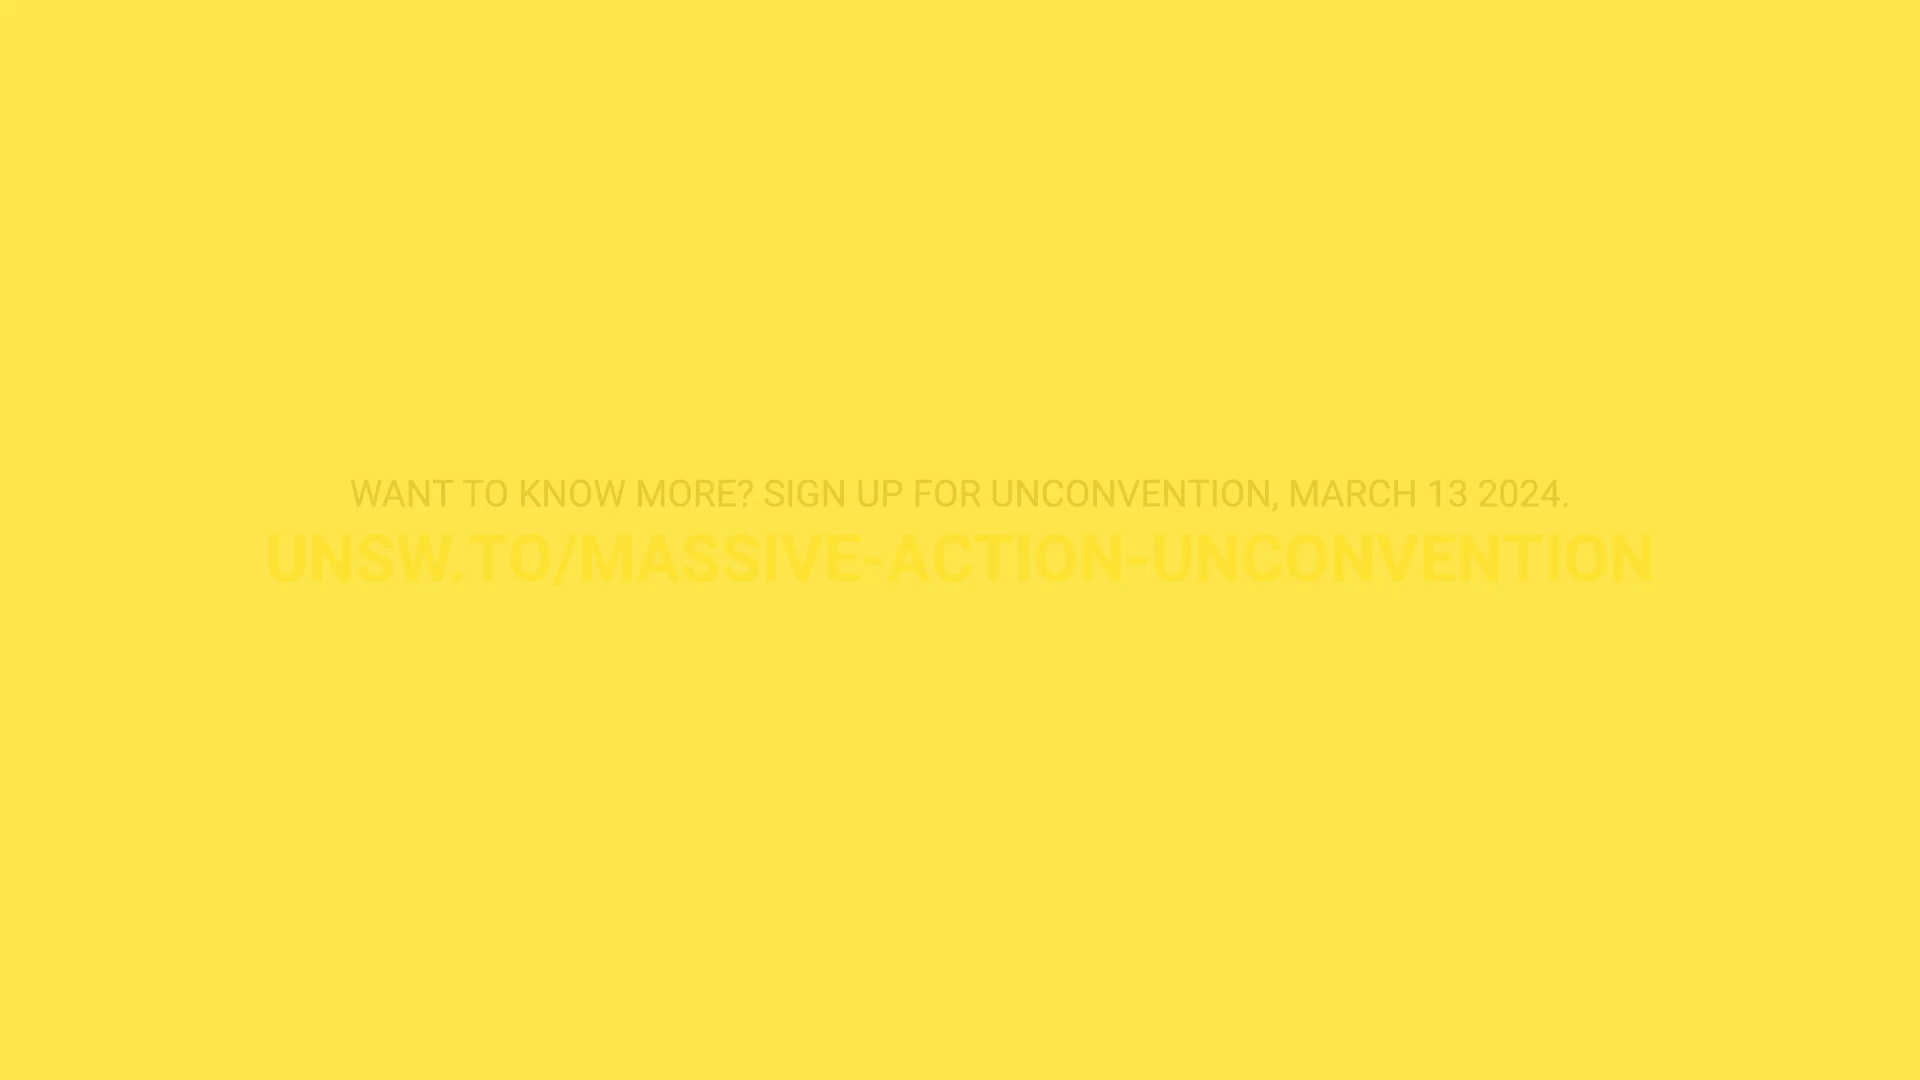 WANT TO KNOW MORE? SIGN UP FOR UNCONVENTION, MARCH 13 2024.
UNSW.TO/MASSIVE-ACTION-UNCONVENTION